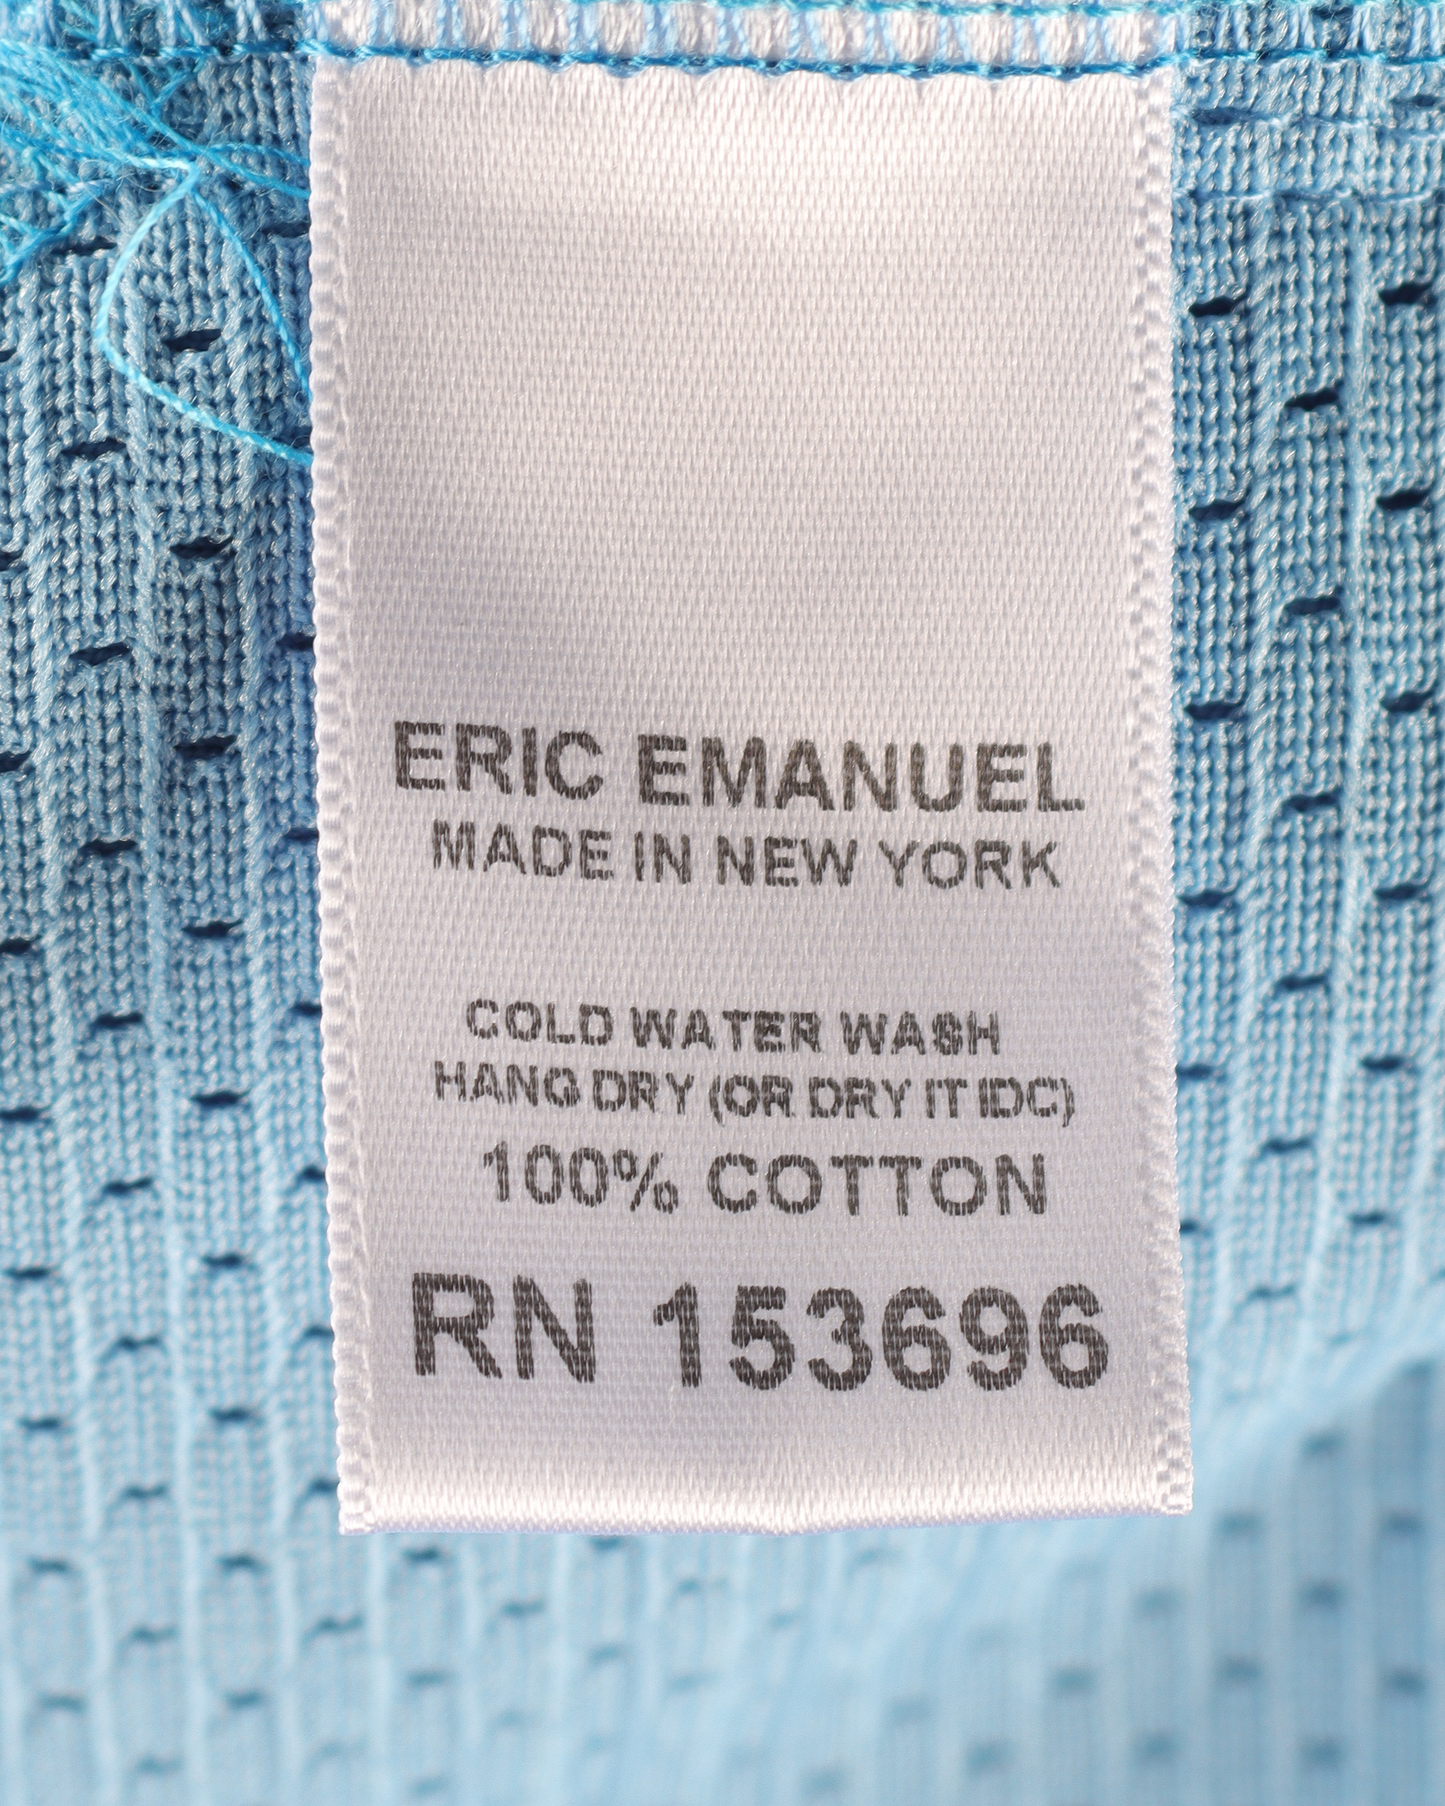 ERIC EMANUEL
MADE IN NEW YORK
COLD WATER WASH
HANG DRY (OR DRY IT IDC)
100% COTTON
RN 153696